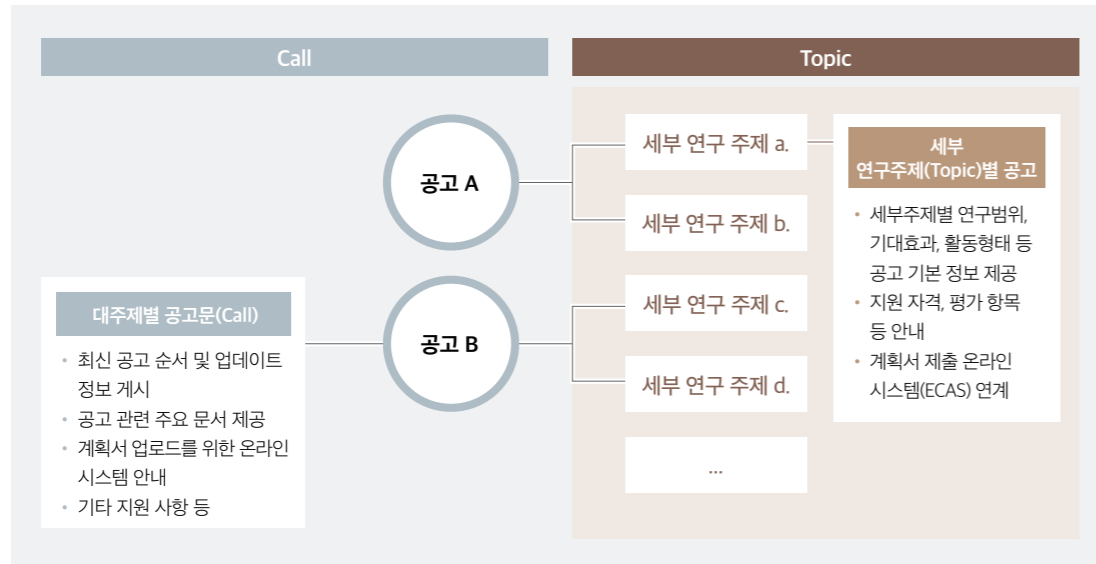 Call
Topic
공고 A
세부 연구 주제 a.
세부 연구 주제 b.
세부
연구주제(Topic)별 공고
• 세부주제별 연구범위,
기대효과, 활동형태 등
공고 기본 정보 제공
• 지원 자격, 평가 항목
등 안내
• 계획서 제출 온라인
시스템(ECAS) 연계
대주제별 공고문(Call)
• 최신 공고 순서 및 업데이트
정보 게시
• 공고 관련 주요 문서 제공
• 계획서 업로드를 위한 온라인
시스템 안내
• 기타 지원 사항 등
공고 B
세부 연구 주제 c.
세부 연구 주제 d.
...